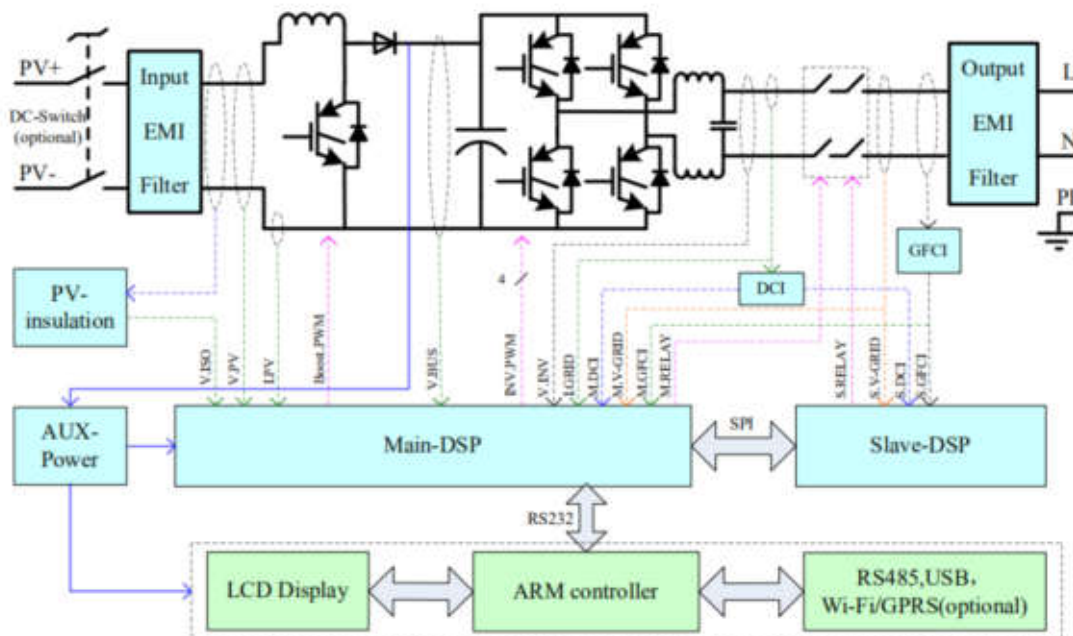 PV+
DC-Switch
(optional)
PV-
Input
EMI
Filter
Output
EMI
Filter
L
N
PE
GFCI
DCI
PV-
insulation
4
V.ISO
V.PV
I.PV
Boost.PWM
V.BUS
INV.PWM
V.INV
I.GRID
M.DCI
M.V-GRID
M.GFCI
M.RELAY
S.RELAY
S.V-GRID
S.DCI
S.GFCI
AUX-
Power
Main-DSP
SPI
Slave-DSP
RS232
LCD Display
ARM controller
RS485,USB,
Wi-Fi/GPRS(optional)